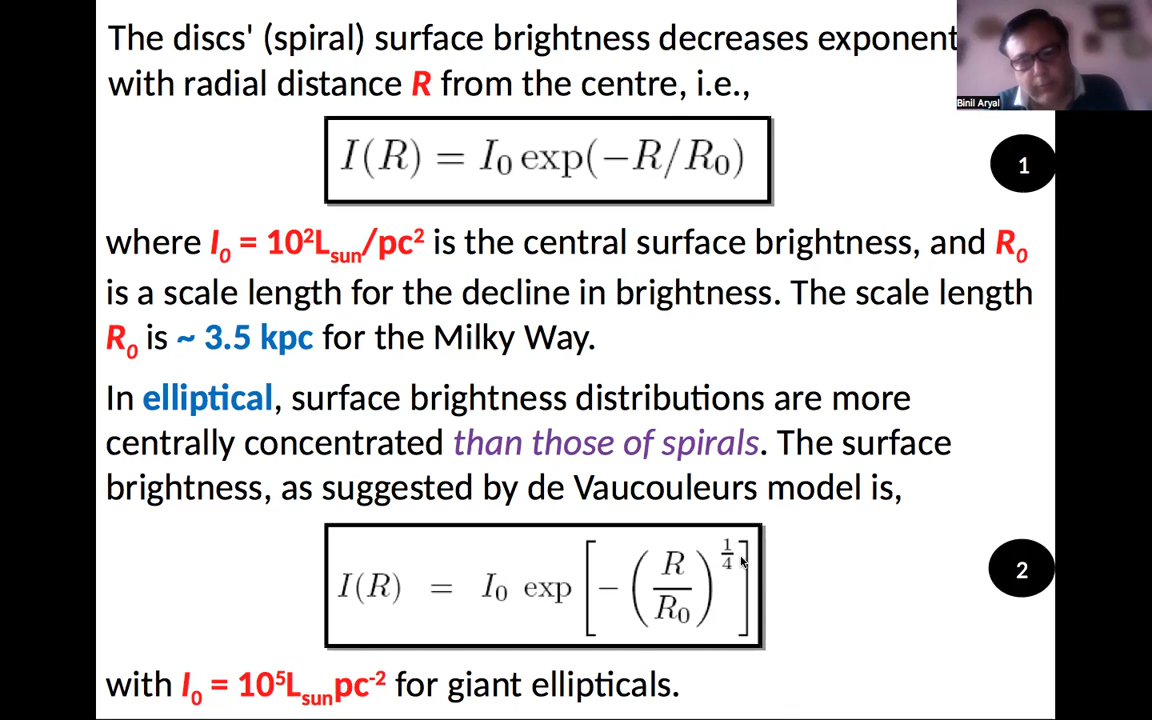 The discs' (spiral) surface brightness decreases exponent
with radial distance R from the centre, i.e.,
Binil Aryal
I(R) = I₀ exp(−R/R₀)
1
where I₀ = 10²Lsun/pc² is the central surface brightness, and R₀
is a scale length for the decline in brightness. The scale length
R₀ is ~ 3.5 kpc for the Milky Way.
In elliptical, surface brightness distributions are more
centrally concentrated than those of spirals. The surface
brightness, as suggested by de Vaucouleurs model is,
I(R) = I₀ exp [−(R/R₀)^1/4]
2
with I₀ = 10⁵Lsunpc⁻² for giant ellipticals.